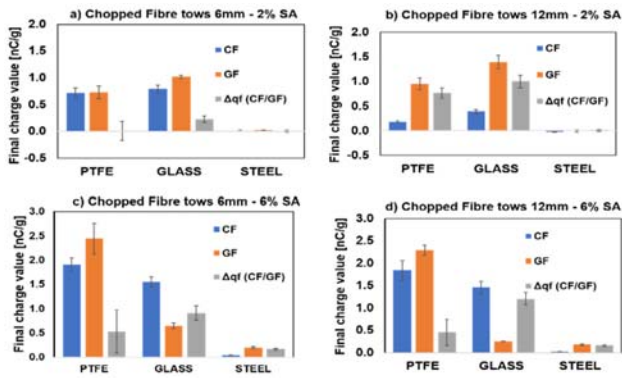 a) Chopped Fibre tows 6mm - 2% SA
Final charge value [nC/g]
2.0
1.5
1.0
0.5
0.0
-0.5
CF
GF
Δqf (CF/GF)
PTFE GLASS STEEL
b) Chopped Fibre tows 12mm - 2% SA
Final charge value [nC/g]
2.0
1.5
1.0
0.5
0.0
-0.5
CF
GF
Δqf (CF/GF)
PTFE GLASS STEEL
c) Chopped Fibre tows 6mm - 6% SA
Final charge value [nC/g]
3.0
2.5
2.0
1.5
1.0
0.5
0.0
CF
GF
Δqf (CF/GF)
PTFE GLASS STEEL
d) Chopped Fibre tows 12mm - 6% SA
Final charge value [nC/g]
3.0
2.5
2.0
1.5
1.0
0.5
0.0
CF
GF
Δqf (CF/GF)
PTFE GLASS STEEL